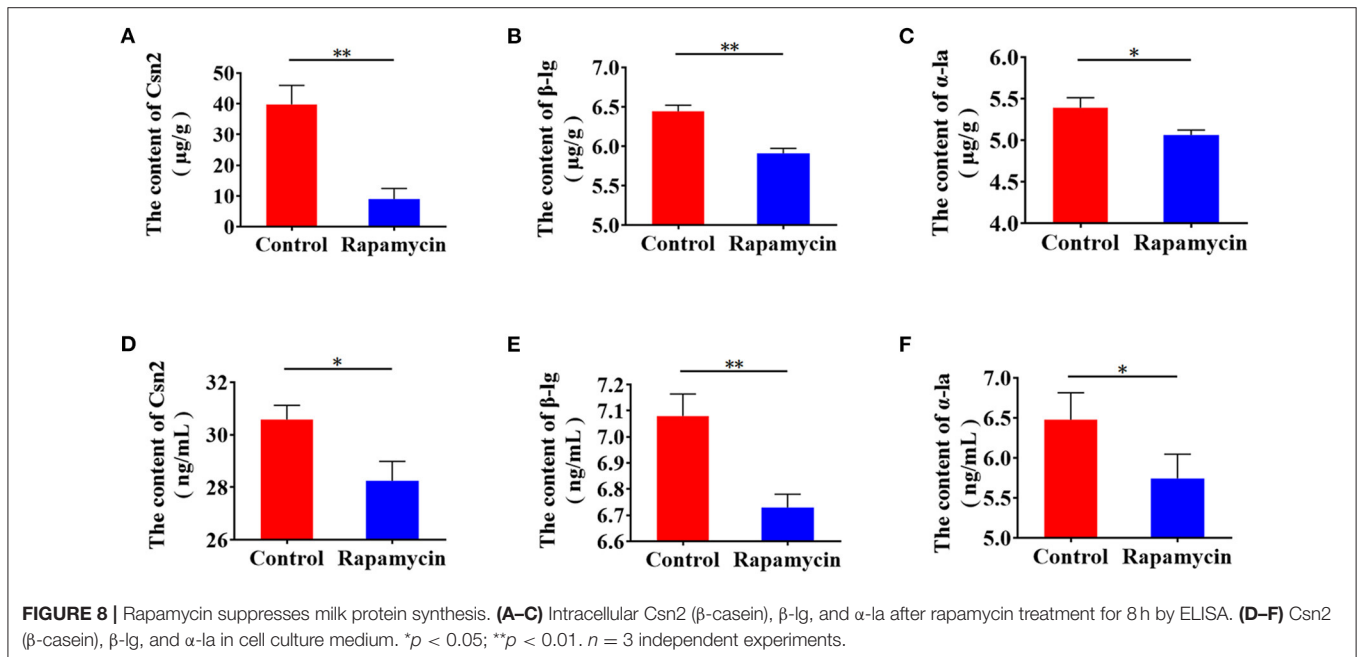 A
**
The content of Csn2
( μg/g )
50
40
30
20
10
0
Control Rapamycin
B
**
The content of β-lg
( μg/g )
7.0
6.5
6.0
5.5
5.0
Control Rapamycin
C
*
The content of α-la
( μg/g )
6.0
5.5
5.0
4.5
4.0
Control Rapamycin
D
*
The content of Csn2
( ng/mL )
32
30
28
26
Control Rapamycin
E
**
The content of β-lg
( ng/mL )
7.2
7.1
7.0
6.9
6.8
6.7
6.6
Control Rapamycin
F
*
The content of α-la
( ng/mL )
7.0
6.5
6.0
5.5
5.0
Control Rapamycin
FIGURE 8 | Rapamycin suppresses milk protein synthesis. (A–C) Intracellular Csn2 (β-casein), β-lg, and α-la after rapamycin treatment for 8 h by ELISA. (D–F) Csn2
(β-casein), β-lg, and α-la in cell culture medium. *p < 0.05; **p < 0.01. n = 3 independent experiments.